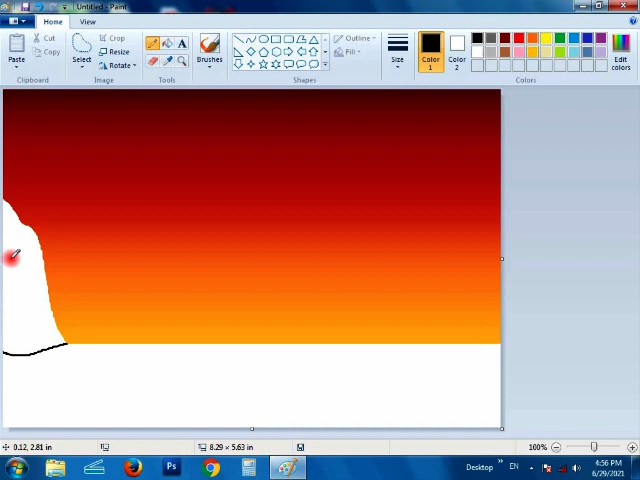 Untitled - Paint
Home View
Paste
Cut
Copy
Clipboard
Select
Crop
Resize
Rotate
Image
A
Tools
Brushes
Outline
Fill
Shapes
Size
Color 1
Color 2
Colors
Edit colors
0.12, 2.81 in
8.29 × 5.63 in
100%
Ps
Desktop
EN
4:56 PM
6/29/2021